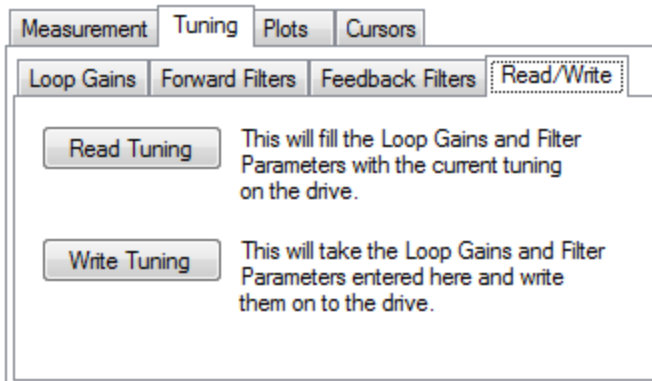 Measurement Tuning Plots Cursors
Loop Gains Forward Filters Feedback Filters Read/Write
Read Tuning
This will fill the Loop Gains and Filter
Parameters with the current tuning
on the drive.
Write Tuning
This will take the Loop Gains and Filter
Parameters entered here and write
them on to the drive.